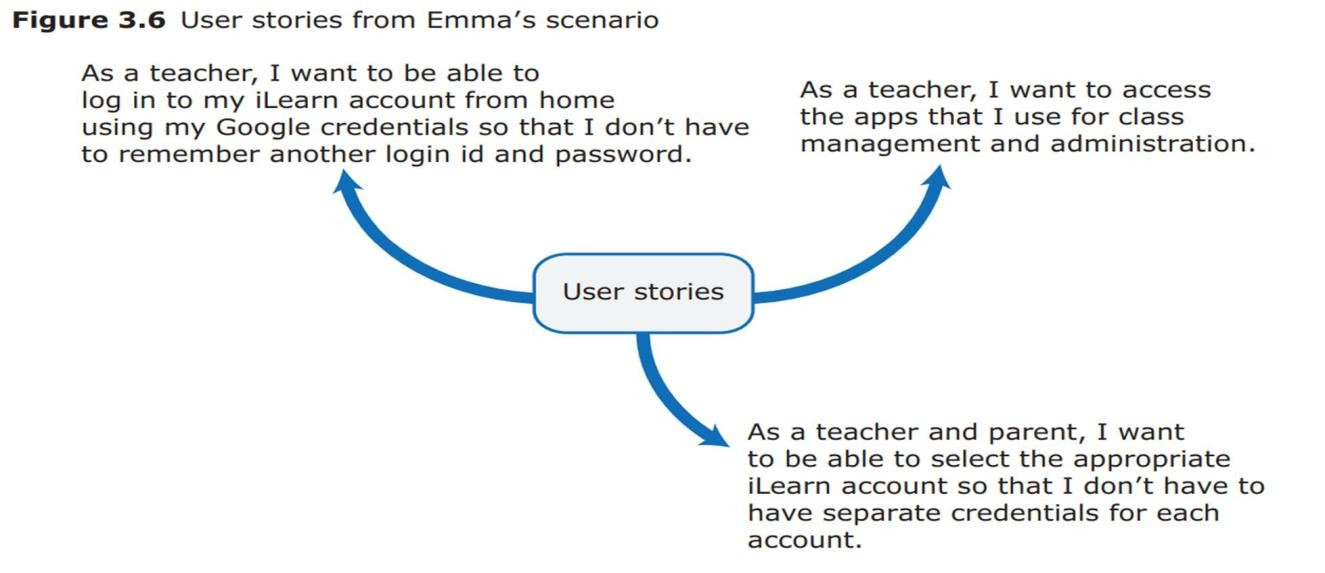 Figure 3.6 User stories from Emma’s scenario
As a teacher, I want to be able to
log in to my iLearn account from home
using my Google credentials so that I don’t have
to remember another login id and password.
As a teacher, I want to access
the apps that I use for class
management and administration.
User stories
As a teacher and parent, I want
to be able to select the appropriate
iLearn account so that I don’t have to
have separate credentials for each
account.